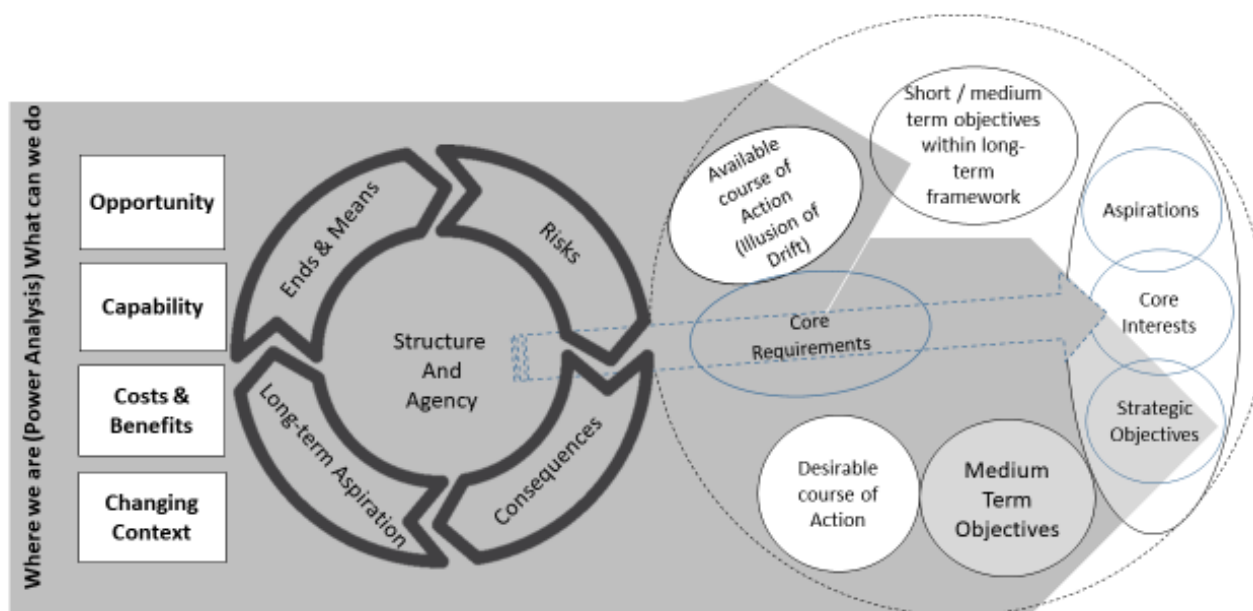 Where we are (Power Analysis) What can we do
Opportunity
Capability
Costs &
Benefits
Changing
Context
Ends & Means
Risks
Long-term Aspiration
Consequences
Structure
And
Agency
Available
course of
Action
(Illusion of
Drift)
Short / medium
term objectives
within long-
term
framework
Core
Requirements
Desirable
course of
Action
Medium
Term
Objectives
Aspirations
Core
Interests
Strategic
Objectives